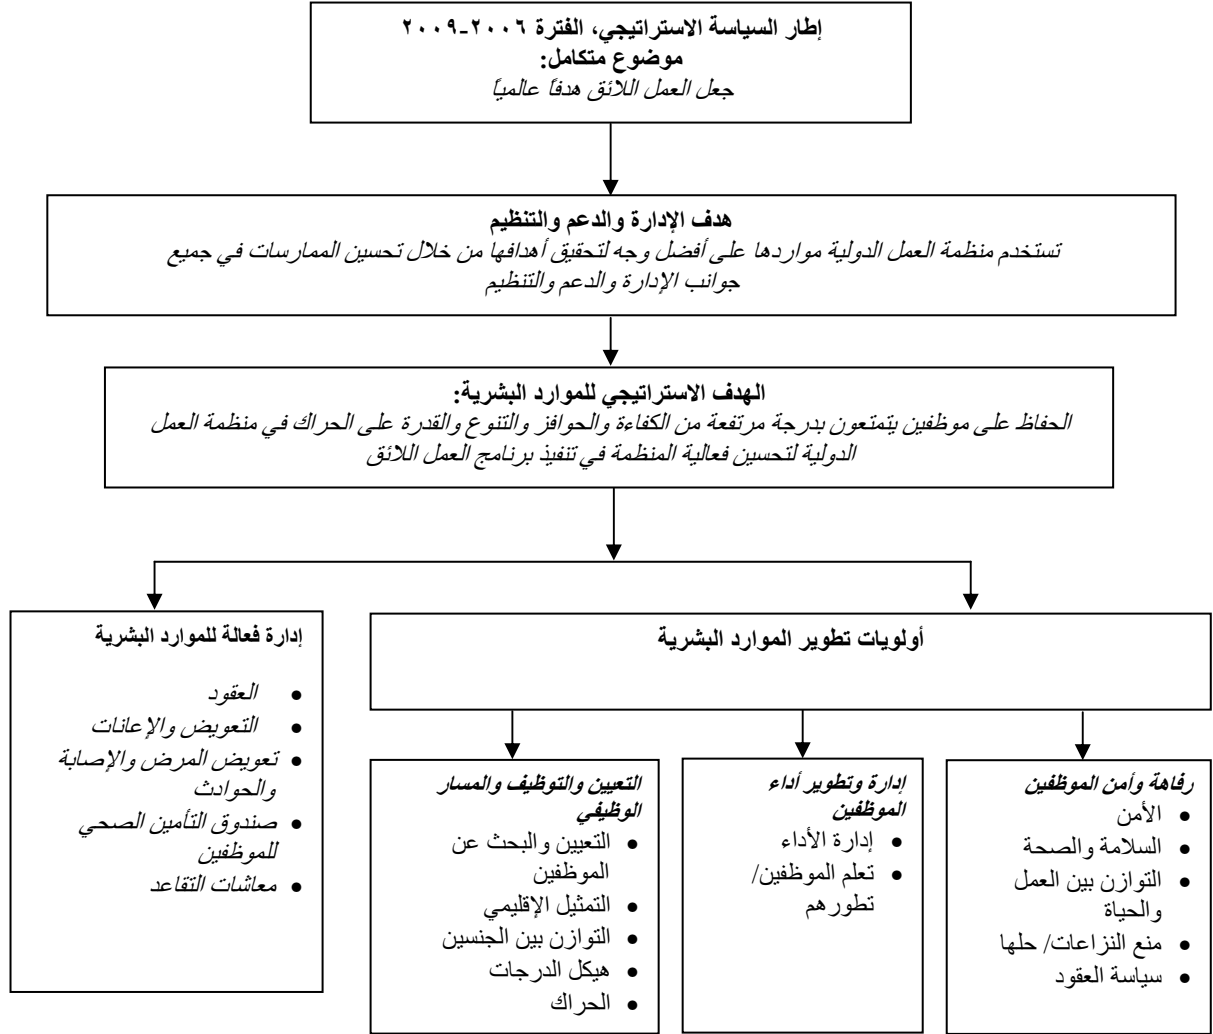 إطار السياسة الاستراتيجي، الفترة ٢٠٠٦-٢٠٠٩
موضوع متكامل:
جعل العمل اللائق هدفاً عالمياً
هدف الإدارة والدعم والتنظيم
تستخدم منظمة العمل الدولية مواردها على أفضل وجه لتحقيق أهدافها من خلال تحسين الممارسات في جميع
جوانب الإدارة والدعم والتنظيم
الهدف الاستراتيجي للموارد البشرية:
الحفاظ على موظفين يتمتعون بدرجة مرتفعة من الكفاءة والحوافز والتنوع والقدرة على الحراك في منظمة العمل
الدولية لتحسين فعالية المنظمة في تنفيذ برنامج العمل اللائق
أولويات تطوير الموارد البشرية
رفاهة وأمن الموظفين
• الأمن
• السلامة والصحة
• التوازن بين العمل
والحياة
• منع النزاعات/ حلها
• سياسة العقود
إدارة وتطوير أداء
الموظفين
• إدارة الأداء
• تعلم الموظفين/
تطورهم
التعيين والتوظيف والمسار
الوظيفي
• التعيين والبحث عن
الموظفين
• التمثيل الإقليمي
• التوازن بين الجنسين
• هيكل الدرجات
• الحراك
إدارة فعالة للموارد البشرية
• العقود
• التعويض والإعانات
• تعويض المرض والإصابة
والحوادث
• صندوق التأمين الصحي
للموظفين
• معاشات التقاعد